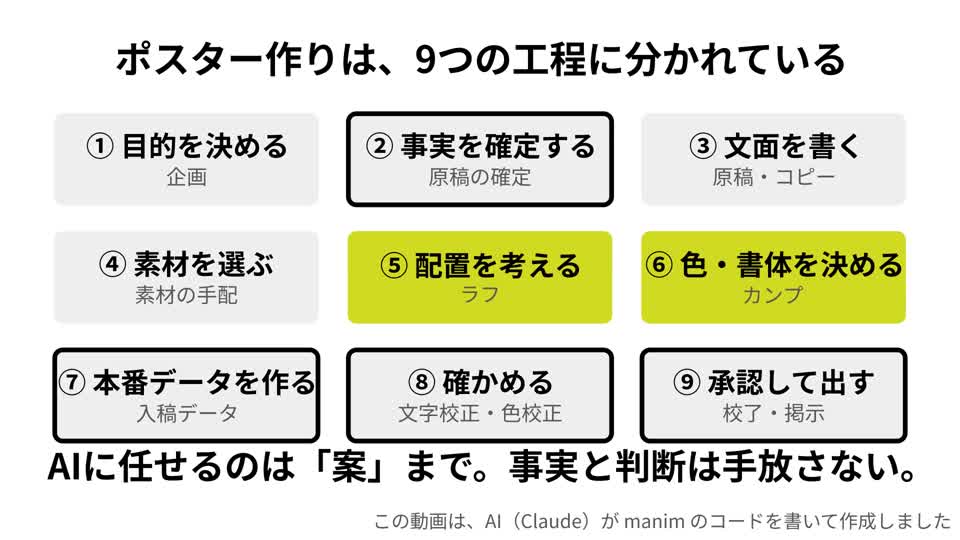 ポスター作りは、9つの工程に分かれている
① 目的を決める
企画
② 事実を確定する
原稿の確定
③ 文面を書く
原稿・コピー
④ 素材を選ぶ
素材の手配
⑤ 配置を考える
ラフ
⑥ 色・書体を決める
カンプ
⑦ 本番データを作る
入稿データ
⑧ 確かめる
文字校正・色校正
⑨ 承認して出す
校了・掲示
AIに任せるのは「案」まで。事実と判断は手放さない。
この動画は、AI（Claude）が manim のコードを書いて作成しました